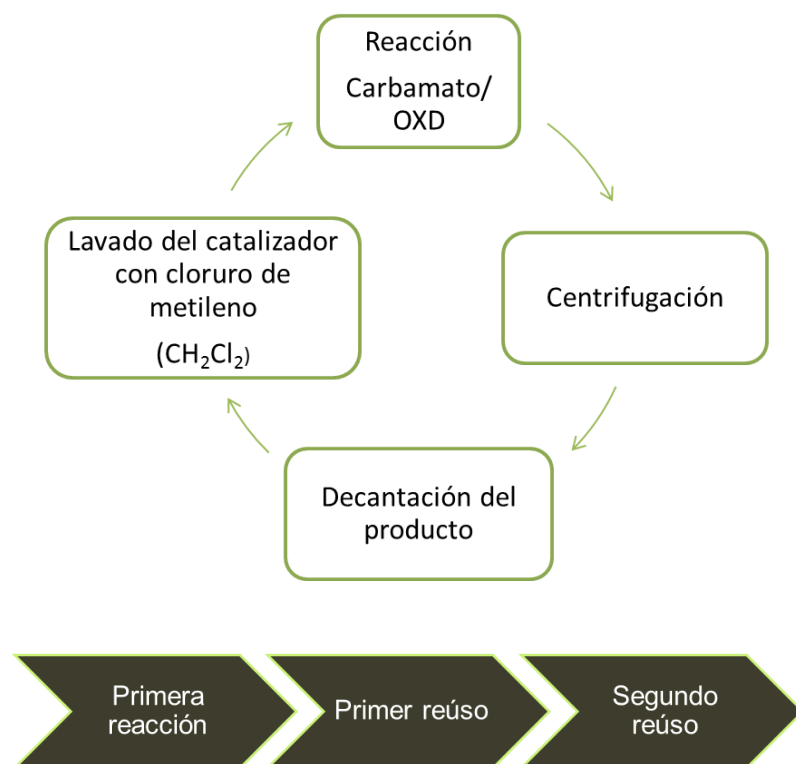 Reacción
Carbamato/
OXD
Lavado del catalizador
con cloruro de
metileno
(CH₂Cl₂)
Centrifugación
Decantación del
producto
Primera
reacción
Primer reúso
Segundo
reúso